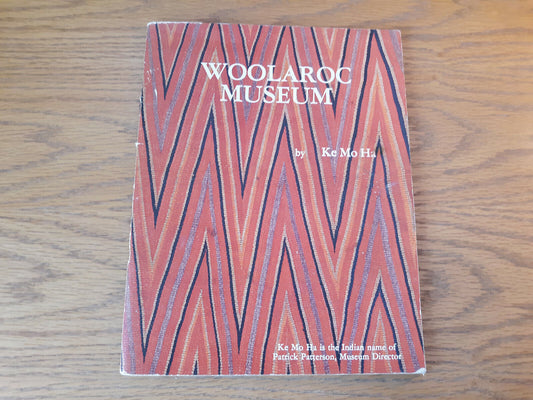 WOOLAROC
MUSEUM
by Ke Mo Ha
Ke Mo Ha is the Indian name of
Patrick Patterson, Museum Director